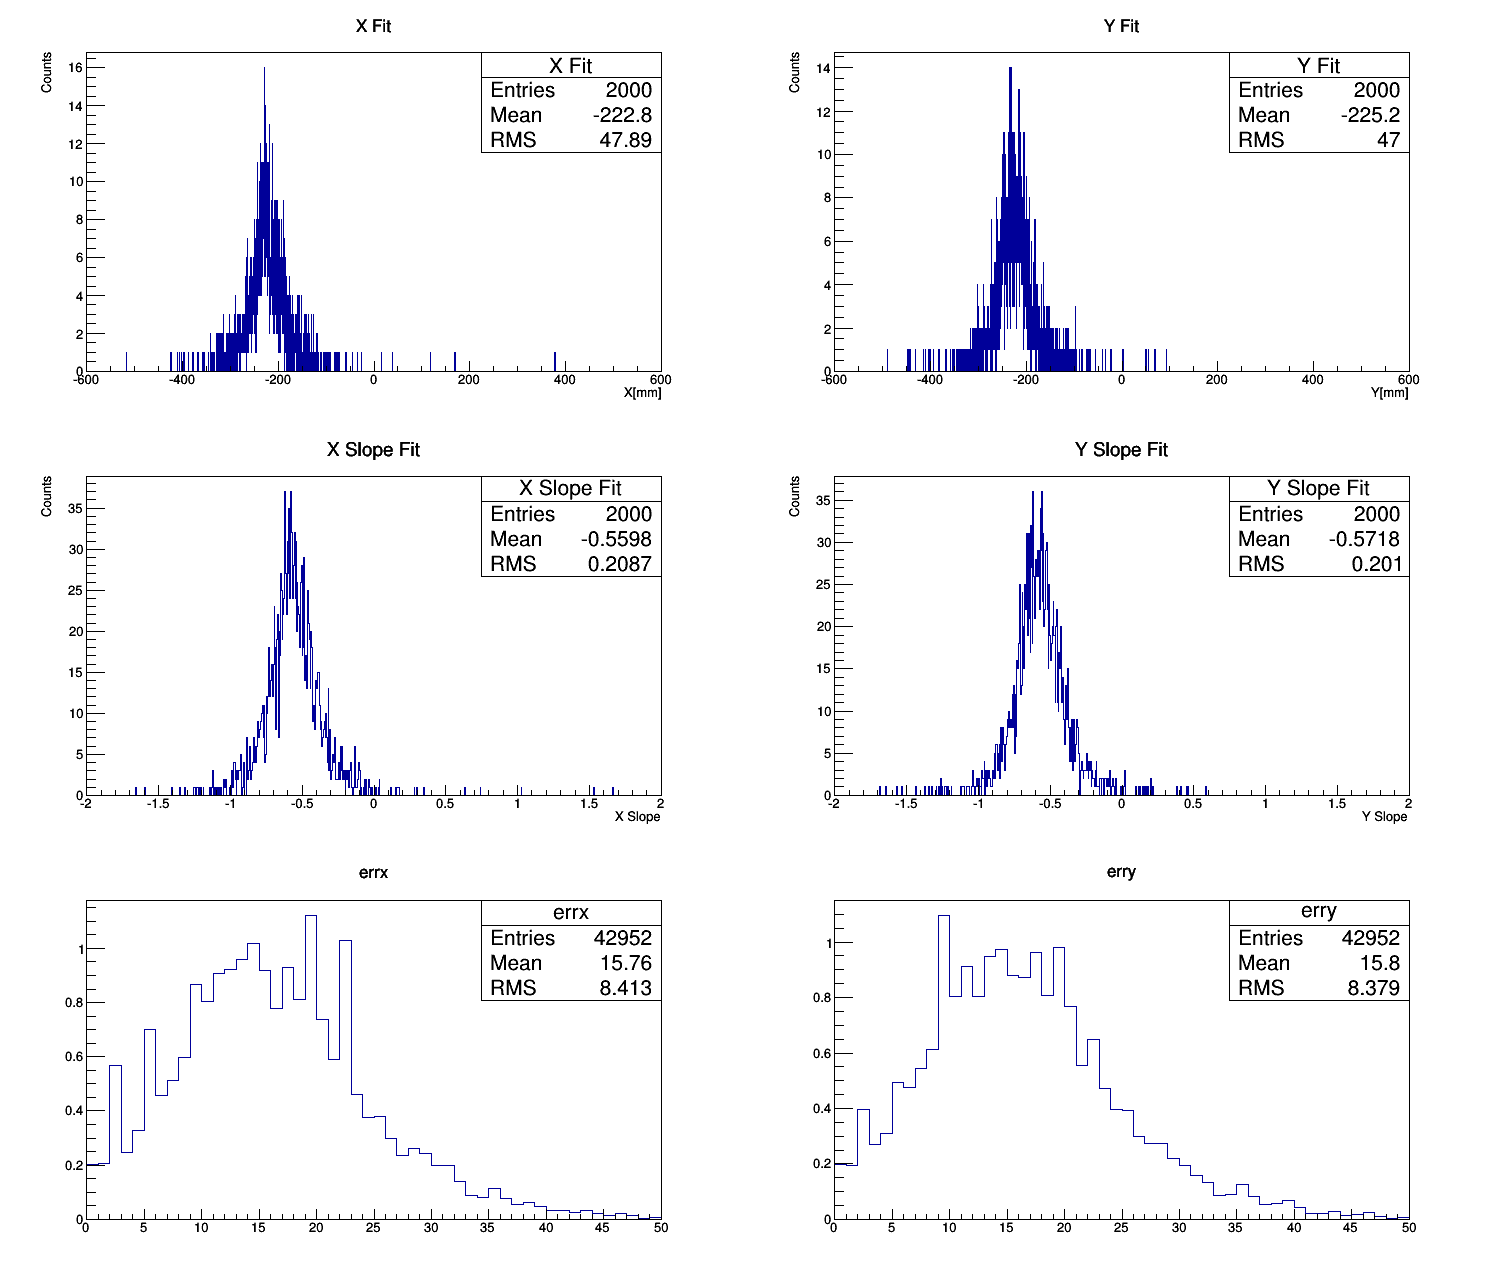 X Fit
Counts
X Fit
Entries 2000
Mean -222.8
RMS 47.89
16
14
12
10
8
6
4
2
0
-600 -400 -200 0 200 400 600
X[mm]
Y Fit
Counts
Y Fit
Entries 2000
Mean -225.2
RMS 47
14
12
10
8
6
4
2
0
-600 -400 -200 0 200 400 600
Y[mm]
X Slope Fit
Counts
X Slope Fit
Entries 2000
Mean -0.5598
RMS 0.2087
35
30
25
20
15
10
5
0
-2 -1.5 -1 -0.5 0 0.5 1 1.5 2
X Slope
Y Slope Fit
Counts
Y Slope Fit
Entries 2000
Mean -0.5718
RMS 0.201
35
30
25
20
15
10
5
0
-2 -1.5 -1 -0.5 0 0.5 1 1.5 2
Y Slope
errx
errx
Entries 42952
Mean 15.76
RMS 8.413
1
0.8
0.6
0.4
0.2
0
0 5 10 15 20 25 30 35 40 45 50
erry
erry
Entries 42952
Mean 15.8
RMS 8.379
1
0.8
0.6
0.4
0.2
0
0 5 10 15 20 25 30 35 40 45 50